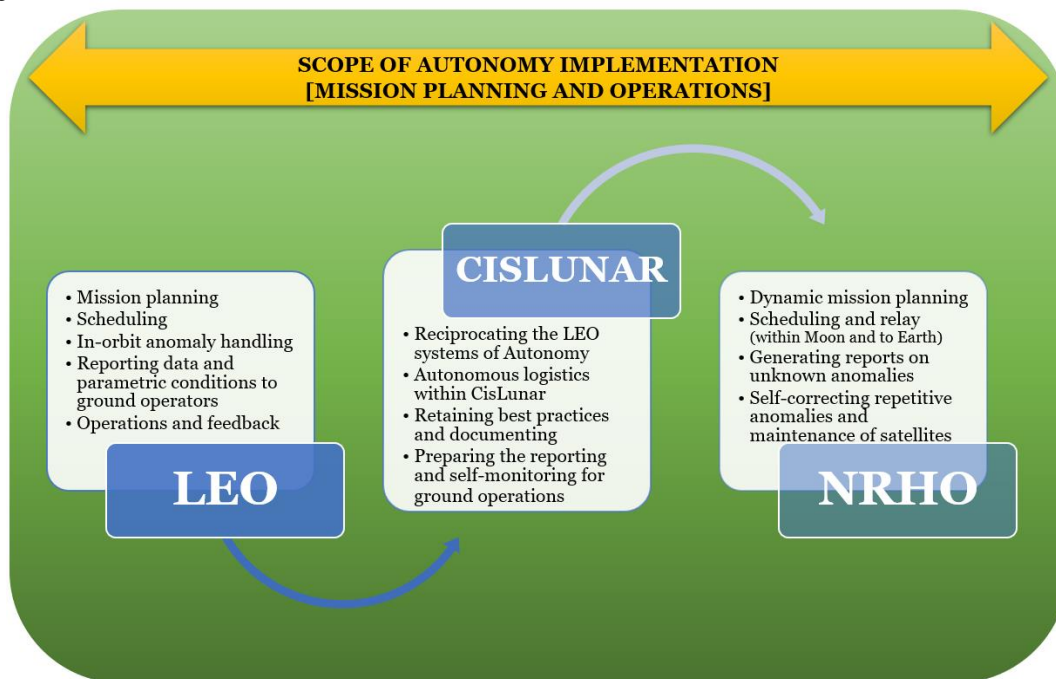 SCOPE OF AUTONOMY IMPLEMENTATION
[MISSION PLANNING AND OPERATIONS]
• Mission planning
• Scheduling
• In-orbit anomaly handling
• Reporting data and
parametric conditions to
ground operators
• Operations and feedback
LEO
CISLUNAR
• Reciprocating the LEO
systems of Autonomy
• Autonomous logistics
within CisLunar
• Retaining best practices
and documenting
• Preparing the reporting
and self-monitoring for
ground operations
• Dynamic mission planning
• Scheduling and relay
(within Moon and to Earth)
• Generating reports on
unknown anomalies
• Self-correcting repetitive
anomalies and
maintenance of satellites
NRHO